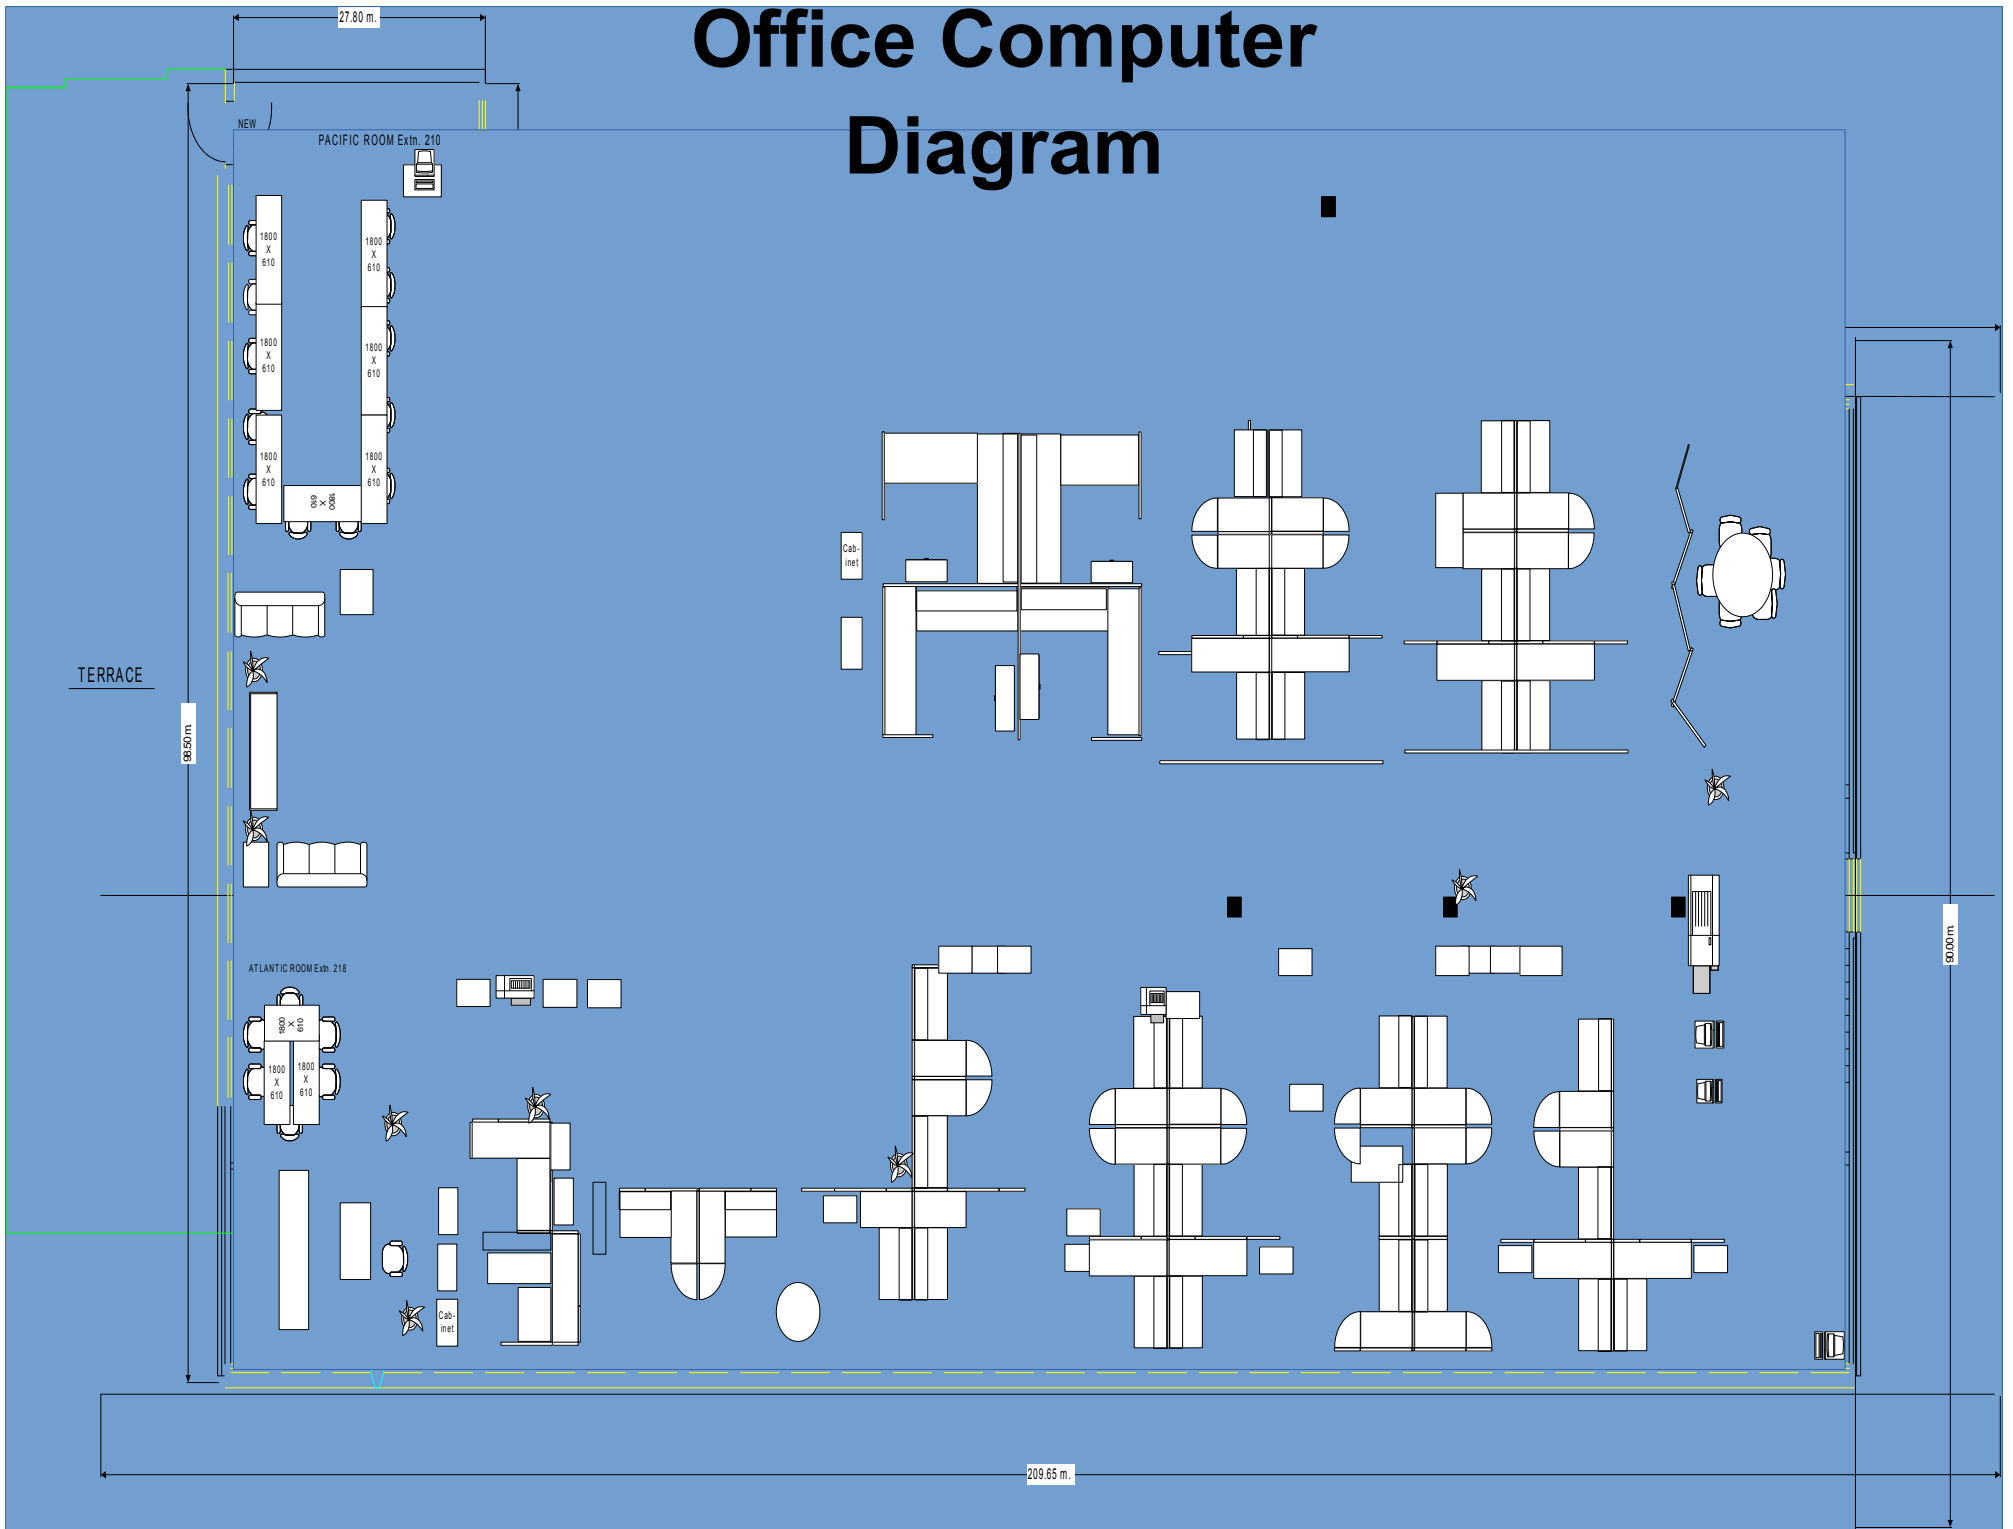 27.80 m.
Office Computer
Diagram
NEW
PACIFIC ROOM Extn. 210
1800
X
610
1800
X
610
1800
X
610
1800
X
610
1800
X
610
1800
X
610
1800
X
610
Cab-
inet
TERRACE
98.50 m.
90.00 m.
ATLANTIC ROOM Extn. 218
1800
X
610
1800
X
610
1800
X
610
Cab-
inet
209.65 m.